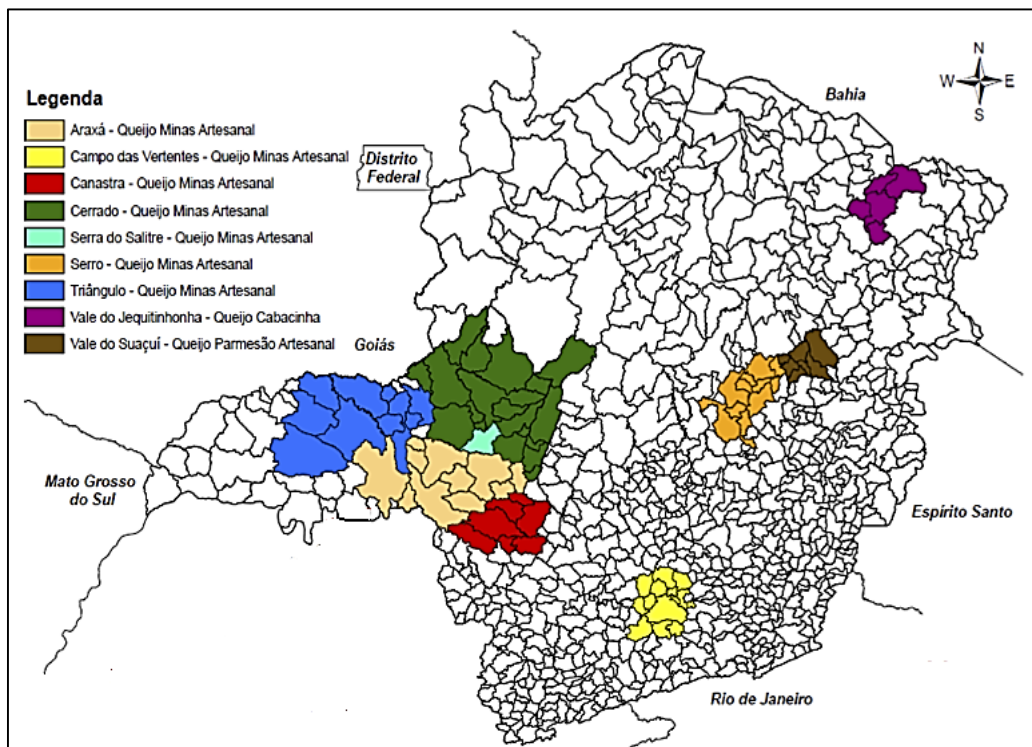 N
W E
S
Bahia
Legenda
Araxá - Queijo Minas Artesanal
Campo das Vertentes - Queijo Minas Artesanal
Canastra - Queijo Minas Artesanal
Cerrado - Queijo Minas Artesanal
Serra do Salitre - Queijo Minas Artesanal
Serro - Queijo Minas Artesanal
Triângulo - Queijo Minas Artesanal
Vale do Jequitinhonha - Queijo Cabacinha
Vale do Suaçuí - Queijo Parmesão Artesanal
Distrito
Federal
Goiás
Mato Grosso
do Sul
Espírito Santo
Rio de Janeiro